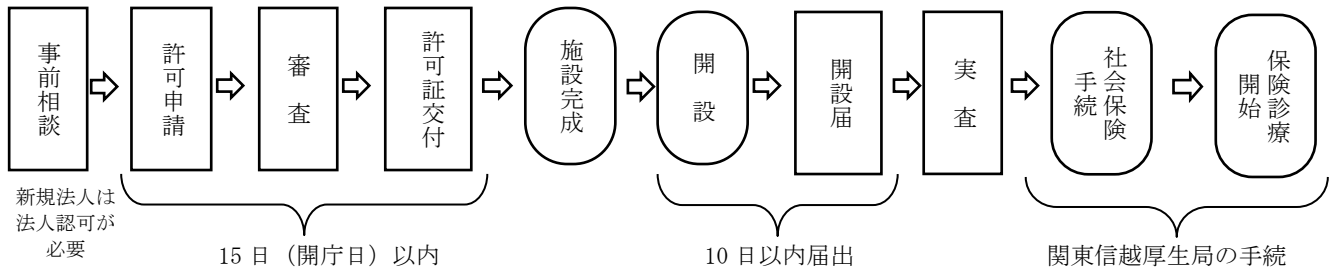 事前相談
許可申請
審査
許可証交付
施設完成
開設
開設届
実査
社会保険
手続
保険診療
開始
新規法人は
法人認可が
必要
15日（開庁日）以内
10日以内届出
関東信越厚生局の手続